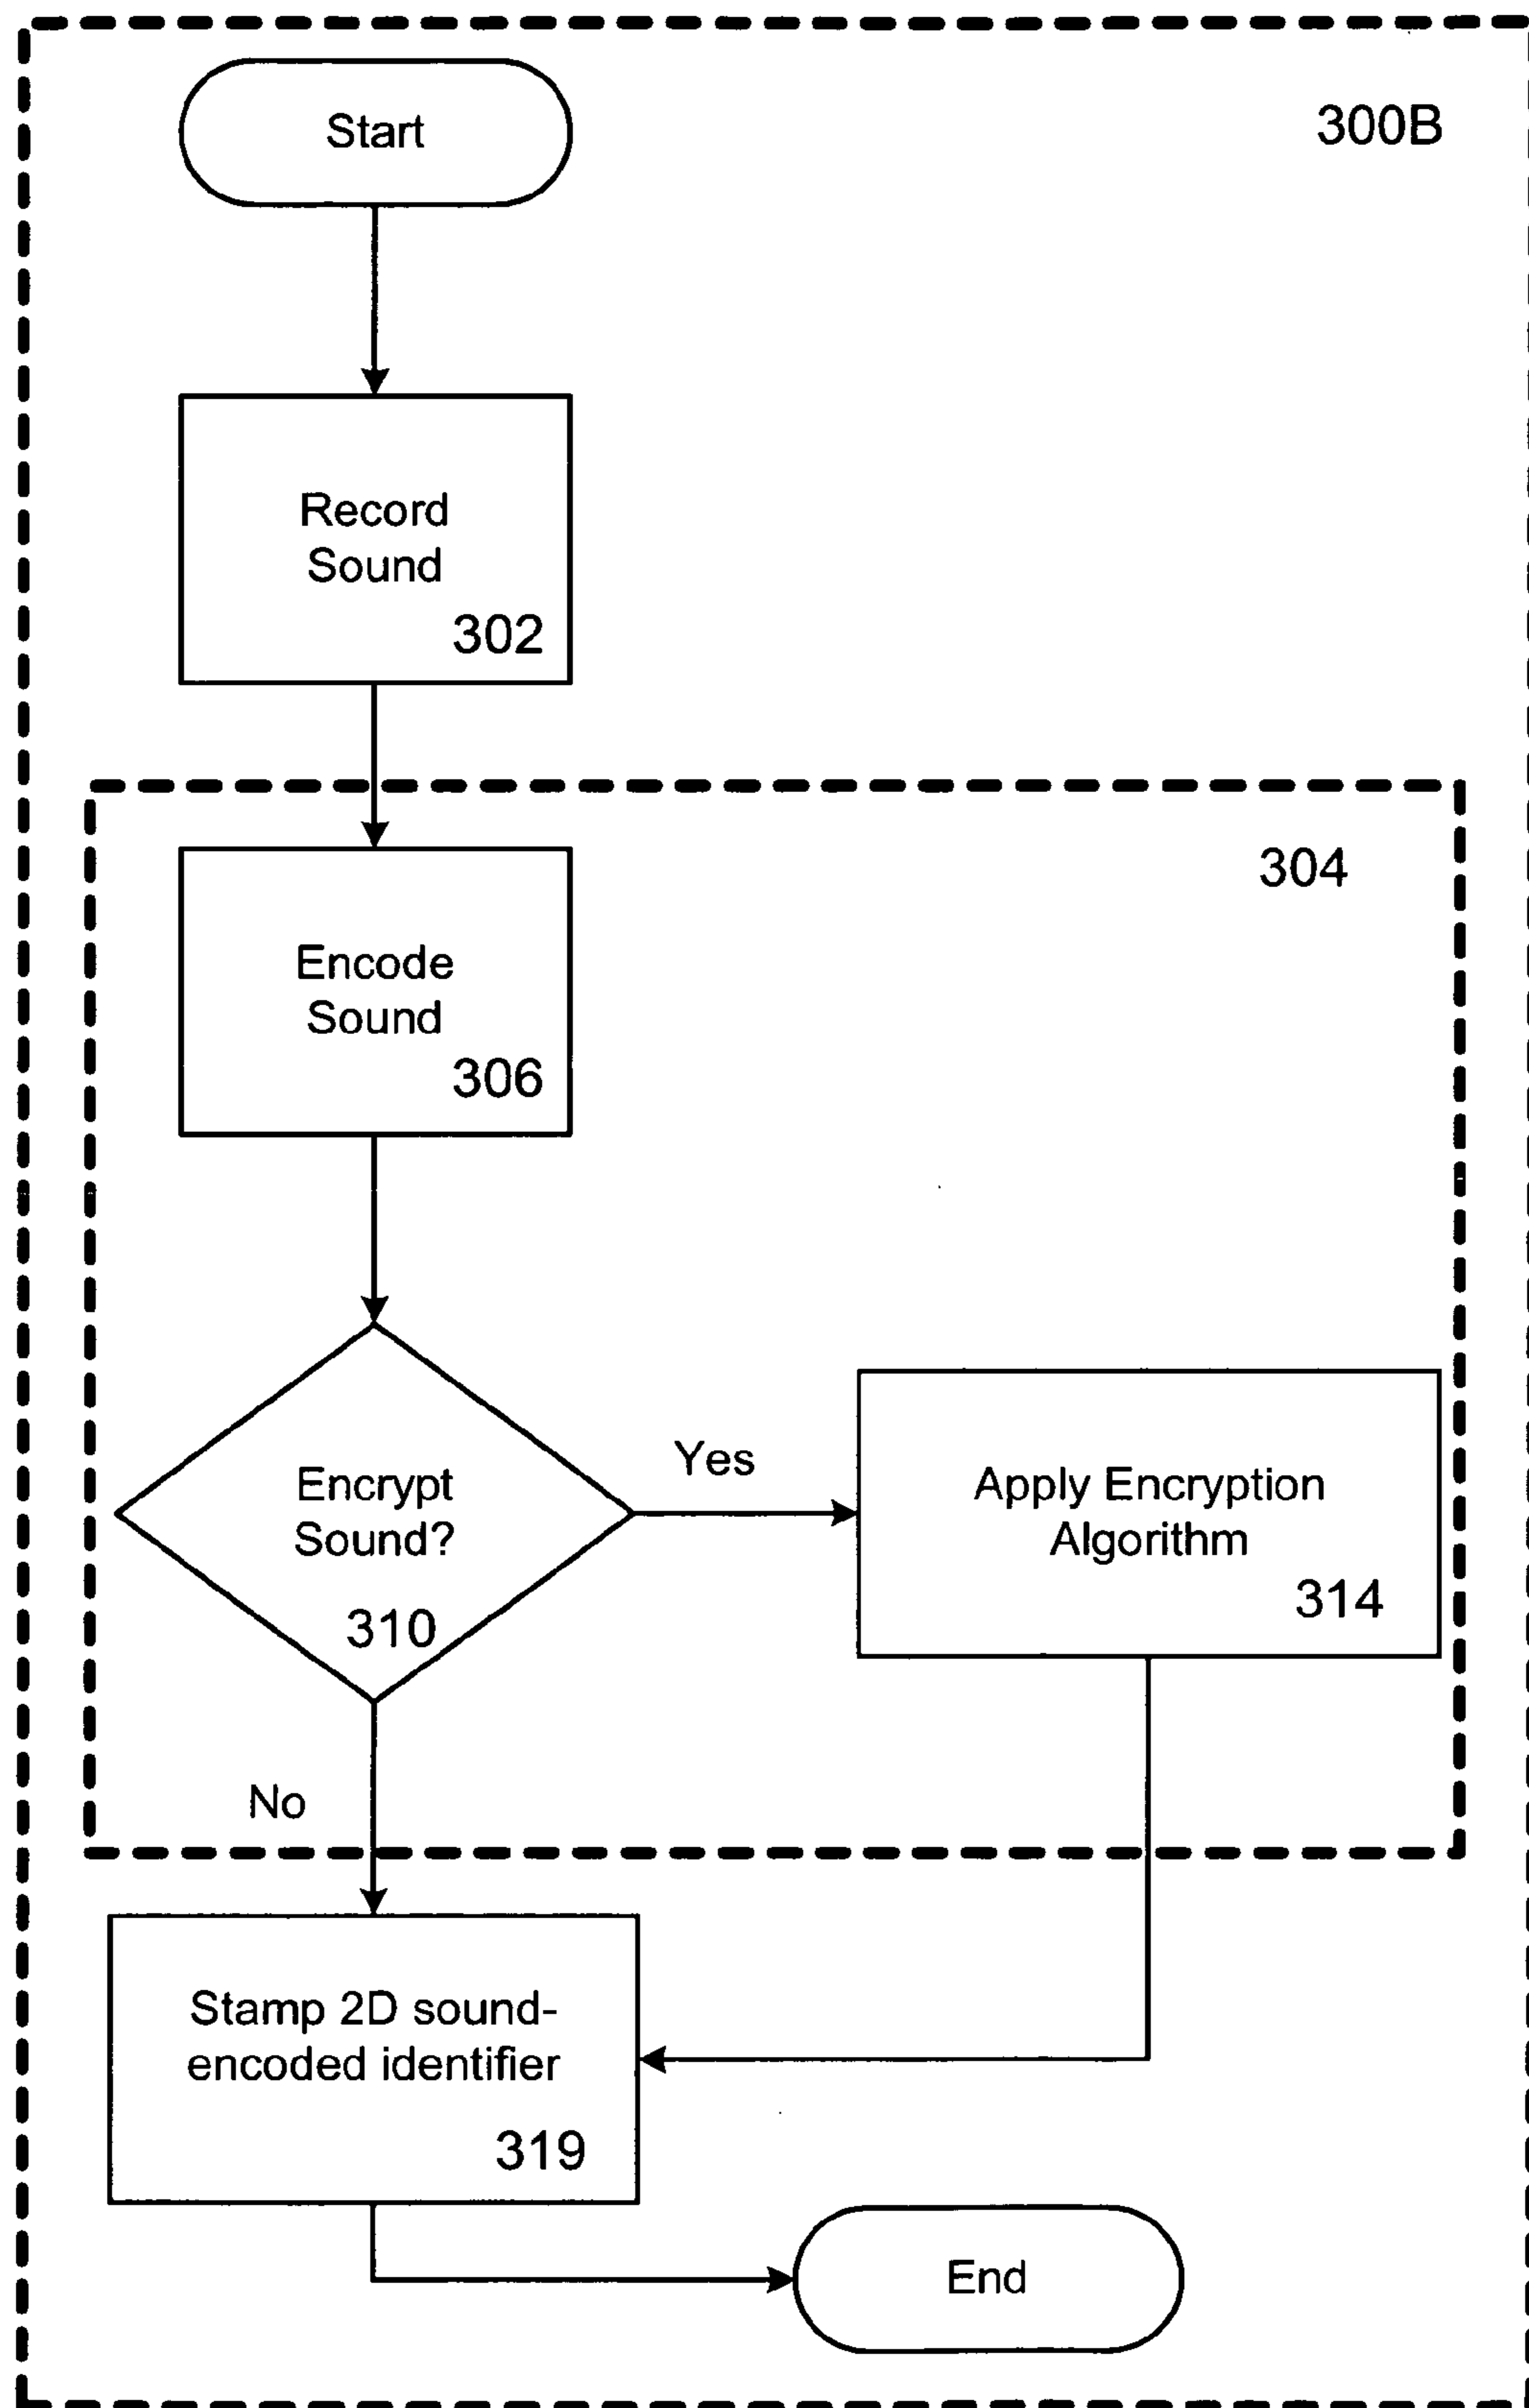 Start
300B
Record
Sound
302
304
Encode
Sound
306
Encrypt
Sound?
310
Yes
Apply Encryption
Algorithm
314
No
Stamp 2D sound-
encoded identifier
319
End